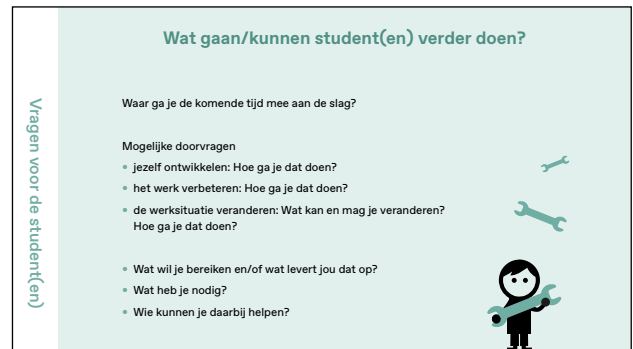 Wat gaan/kunnen student(en) verder doen?
Vragen voor de student(en)
Waar ga je de komende tijd mee aan de slag?
Mogelijke doorvragen
• jezelf ontwikkelen: Hoe ga je dat doen?
• het werk verbeteren: Hoe ga je dat doen?
• de werksituatie veranderen: Wat kan en mag je veranderen?
Hoe ga je dat doen?
• Wat wil je bereiken en/of wat levert jou dat op?
• Wat heb je nodig?
• Wie kunnen je daarbij helpen?